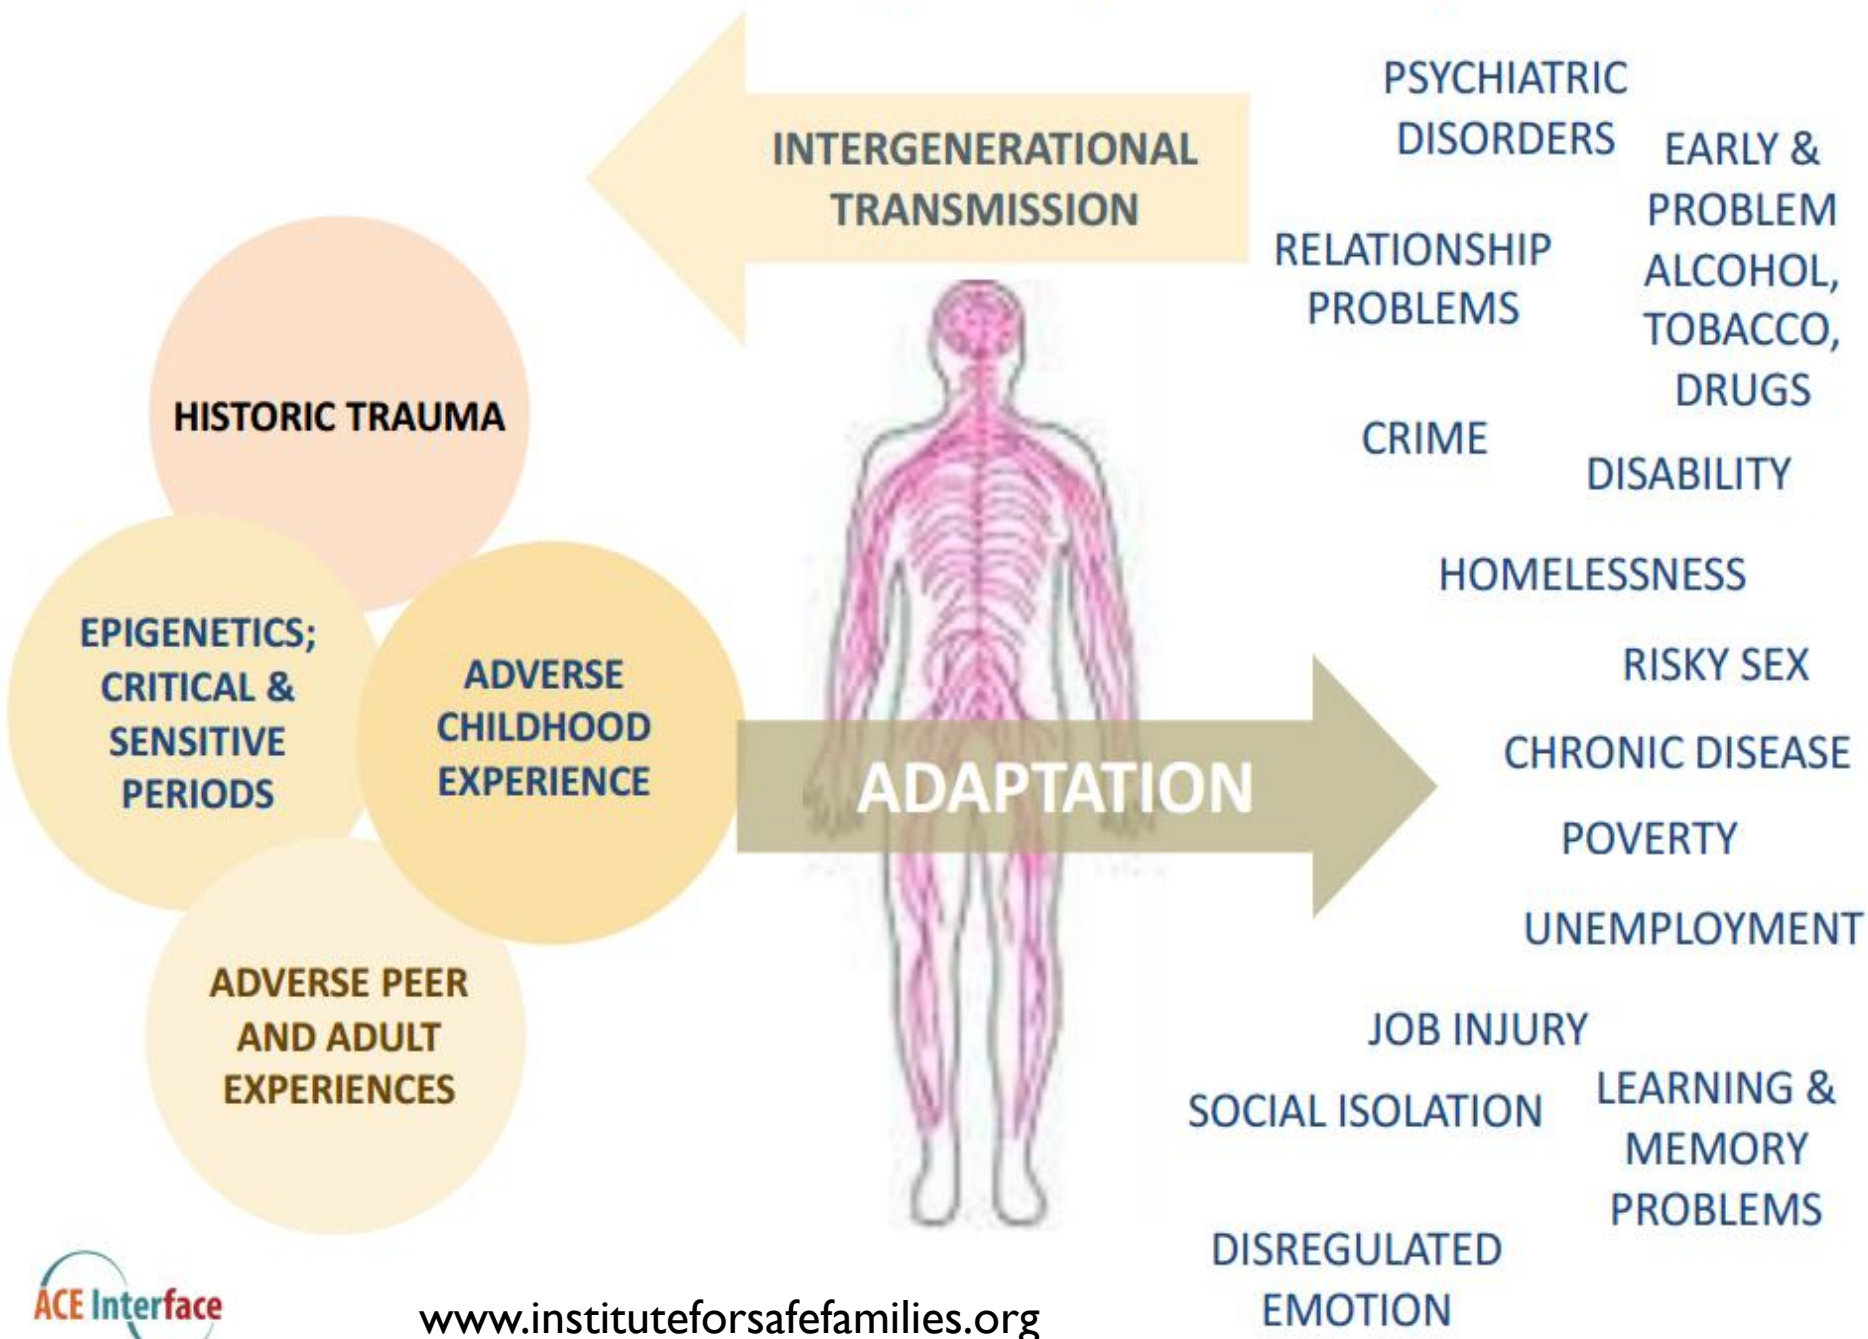 INTERGENERATIONAL
TRANSMISSION
HISTORIC TRAUMA
EPIGENETICS;
CRITICAL &
SENSITIVE
PERIODS
ADVERSE
CHILDHOOD
EXPERIENCE
ADVERSE PEER
AND ADULT
EXPERIENCES
ADAPTATION
PSYCHIATRIC
DISORDERS
EARLY &
PROBLEM
ALCOHOL,
TOBACCO,
DRUGS
RELATIONSHIP
PROBLEMS
CRIME
DISABILITY
HOMELESSNESS
RISKY SEX
CHRONIC DISEASE
POVERTY
UNEMPLOYMENT
JOB INJURY
SOCIAL ISOLATION
LEARNING &
MEMORY
PROBLEMS
DISREGULATED
EMOTION
ACE Interface
www.instituteforsafefamilies.org